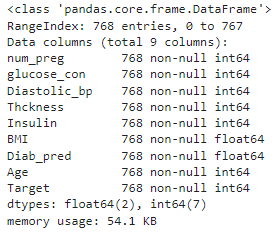 <class 'pandas.core.frame.DataFrame'>
RangeIndex: 768 entries, 0 to 767
Data columns (total 9 columns):
num_preg 768 non-null int64
glucose_con 768 non-null int64
Diastolic_bp 768 non-null int64
Thckness 768 non-null int64
Insulin 768 non-null int64
BMI 768 non-null float64
Diab_pred 768 non-null float64
Age 768 non-null int64
Target 768 non-null int64
dtypes: float64(2), int64(7)
memory usage: 54.1 KB